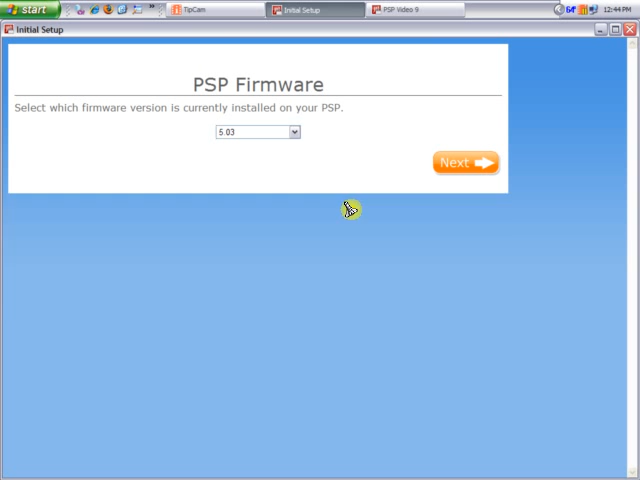 start
TipCam
Initial Setup
PSP Video 9
64°
12:44 PM
Initial Setup
PSP Firmware
Select which firmware version is currently installed on your PSP.
5.03
Next